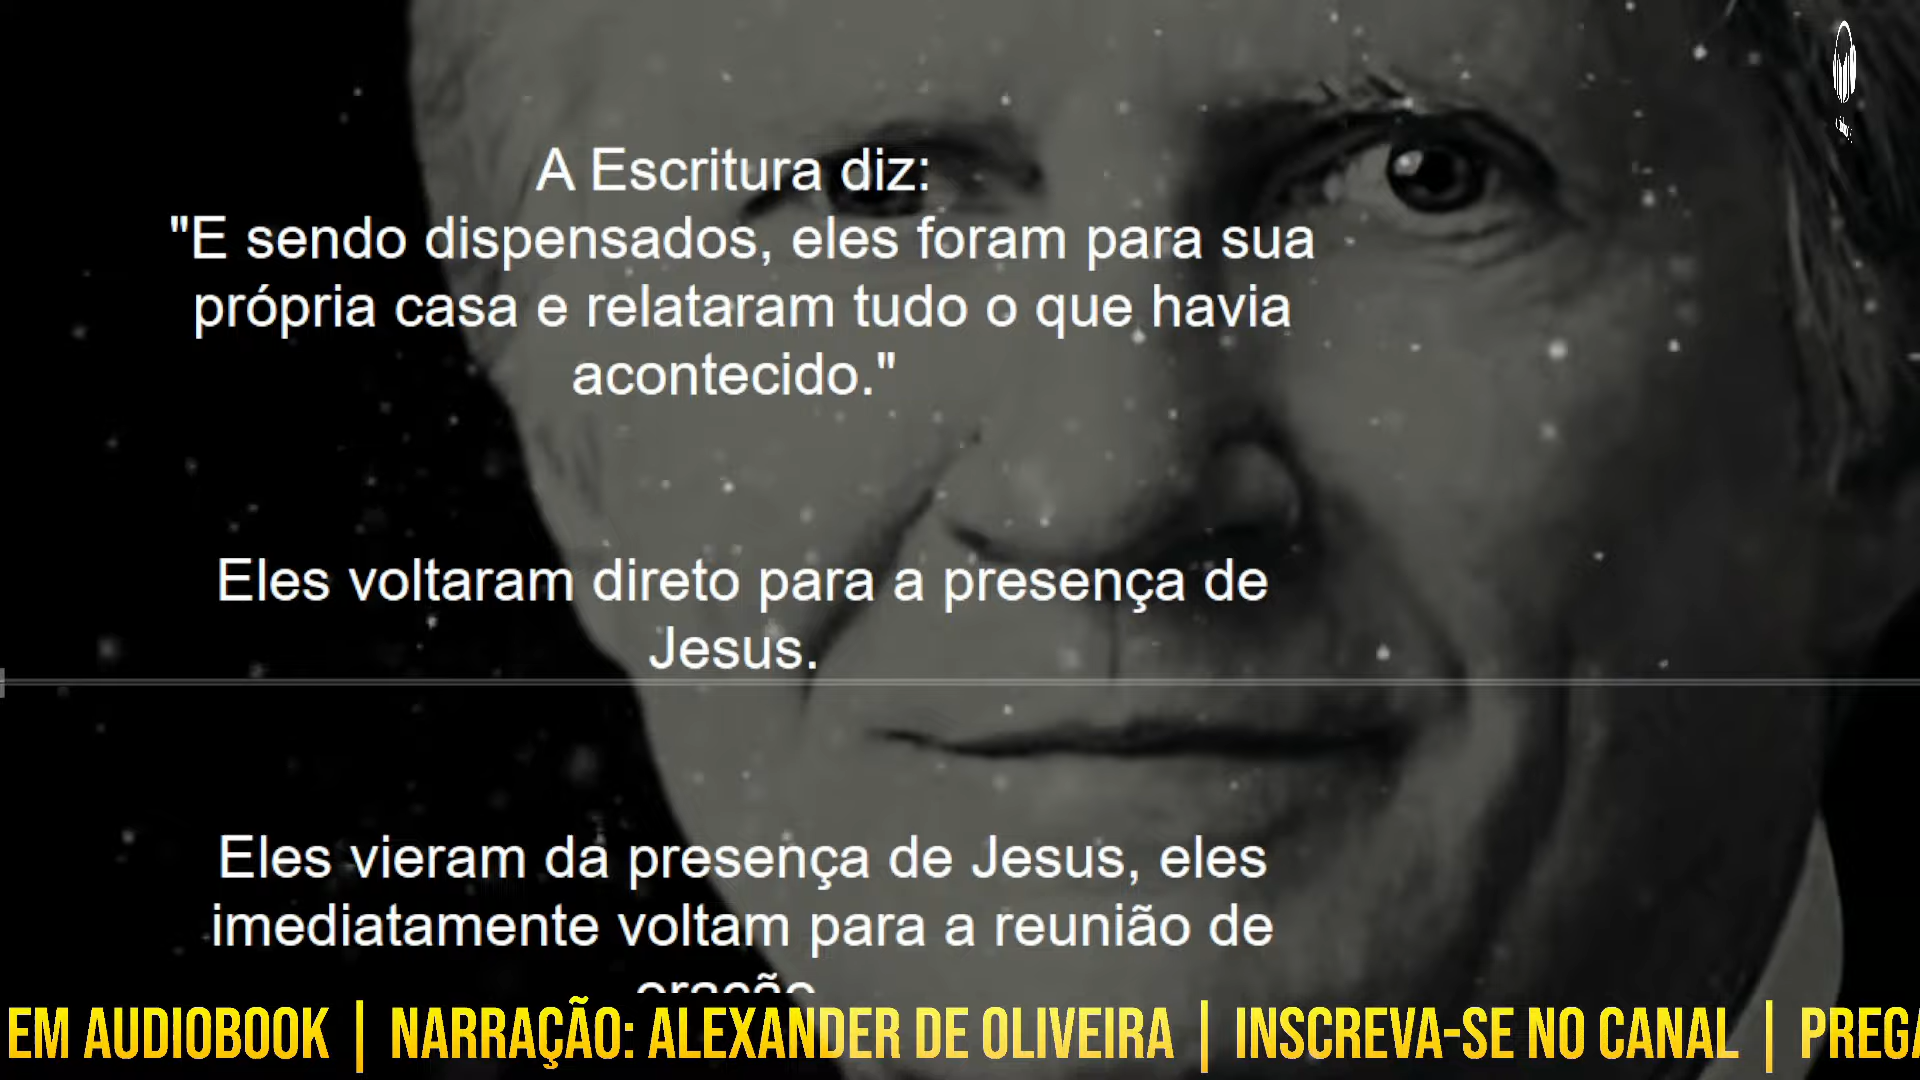 A Escritura diz:
"E sendo dispensados, eles foram para sua
própria casa e relataram tudo o que havia
acontecido."
Eles voltaram direto para a presença de
Jesus.
Eles vieram da presença de Jesus, eles
imediatamente voltam para a reunião de
oração
EM AUDIOBOOK | NARRAÇÃO: ALEXANDER DE OLIVEIRA | INSCREVA-SE NO CANAL | PREGA